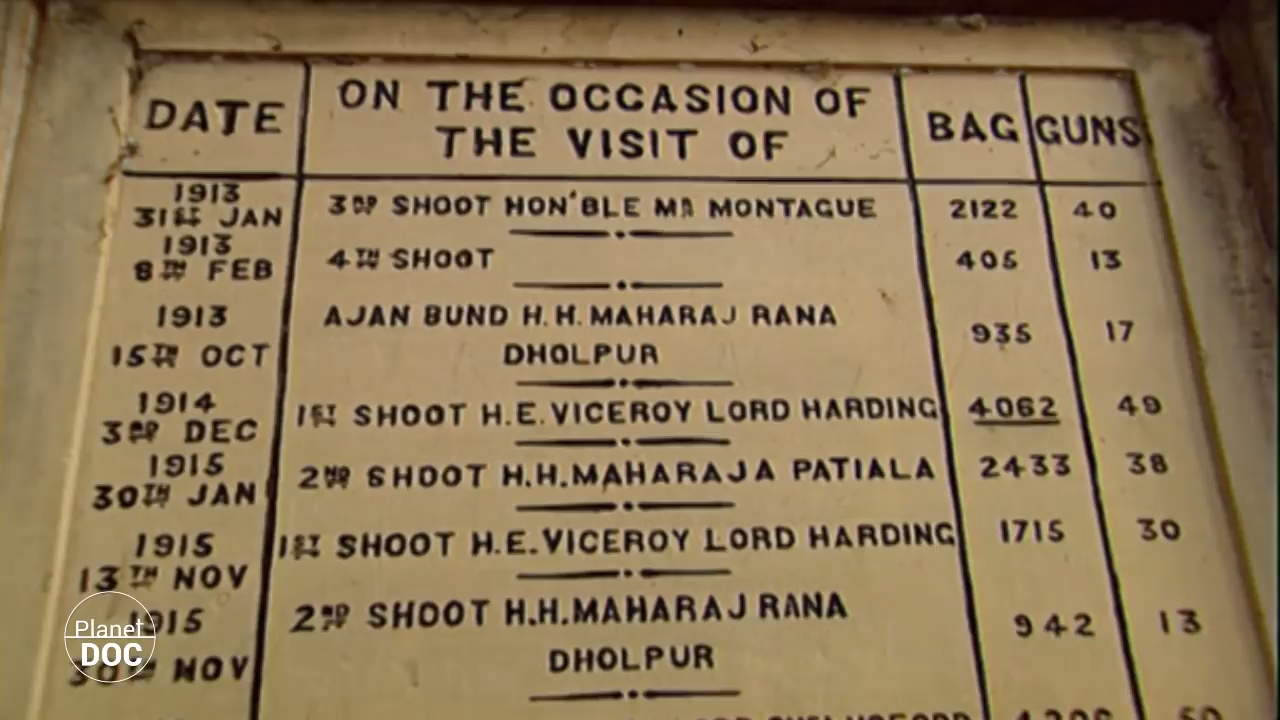 DATE
ON THE OCCASION OF
THE VISIT OF
BAG
GUNS
1913
31ST JAN
3RD SHOOT HON'BLE MR MONTAGUE
2122
40
1913
8TH FEB
4TH SHOOT
405
13
1913
15TH OCT
AJAN BUND H.H. MAHARAJ RANA
DHOLPUR
935
17
1914
3RD DEC
1ST SHOOT H.E. VICEROY LORD HARDING
4062
49
1915
30TH JAN
2ND SHOOT H.H. MAHARAJA PATIALA
2433
38
1915
13TH NOV
1ST SHOOT H.E. VICEROY LORD HARDING
1715
30
1915
30TH NOV
2ND SHOOT H.H. MAHARAJ RANA
DHOLPUR
942
13
Planet
DOC